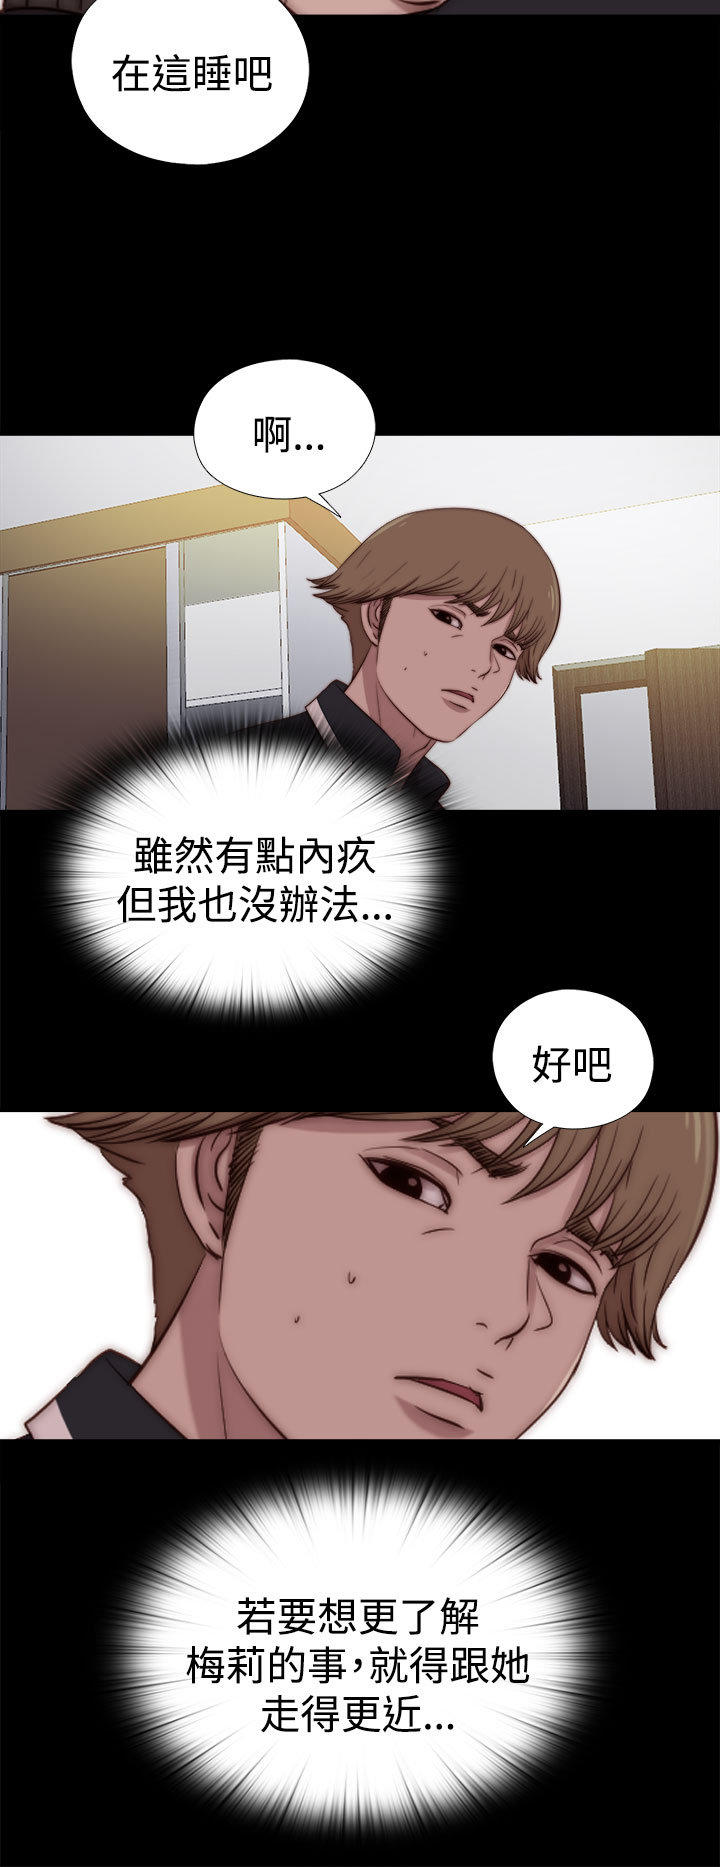 在這睡吧
啊...
雖然有點內疚
但我也沒辦法...
好吧
若要想更了解
梅莉的事，就得跟她
走得更近...